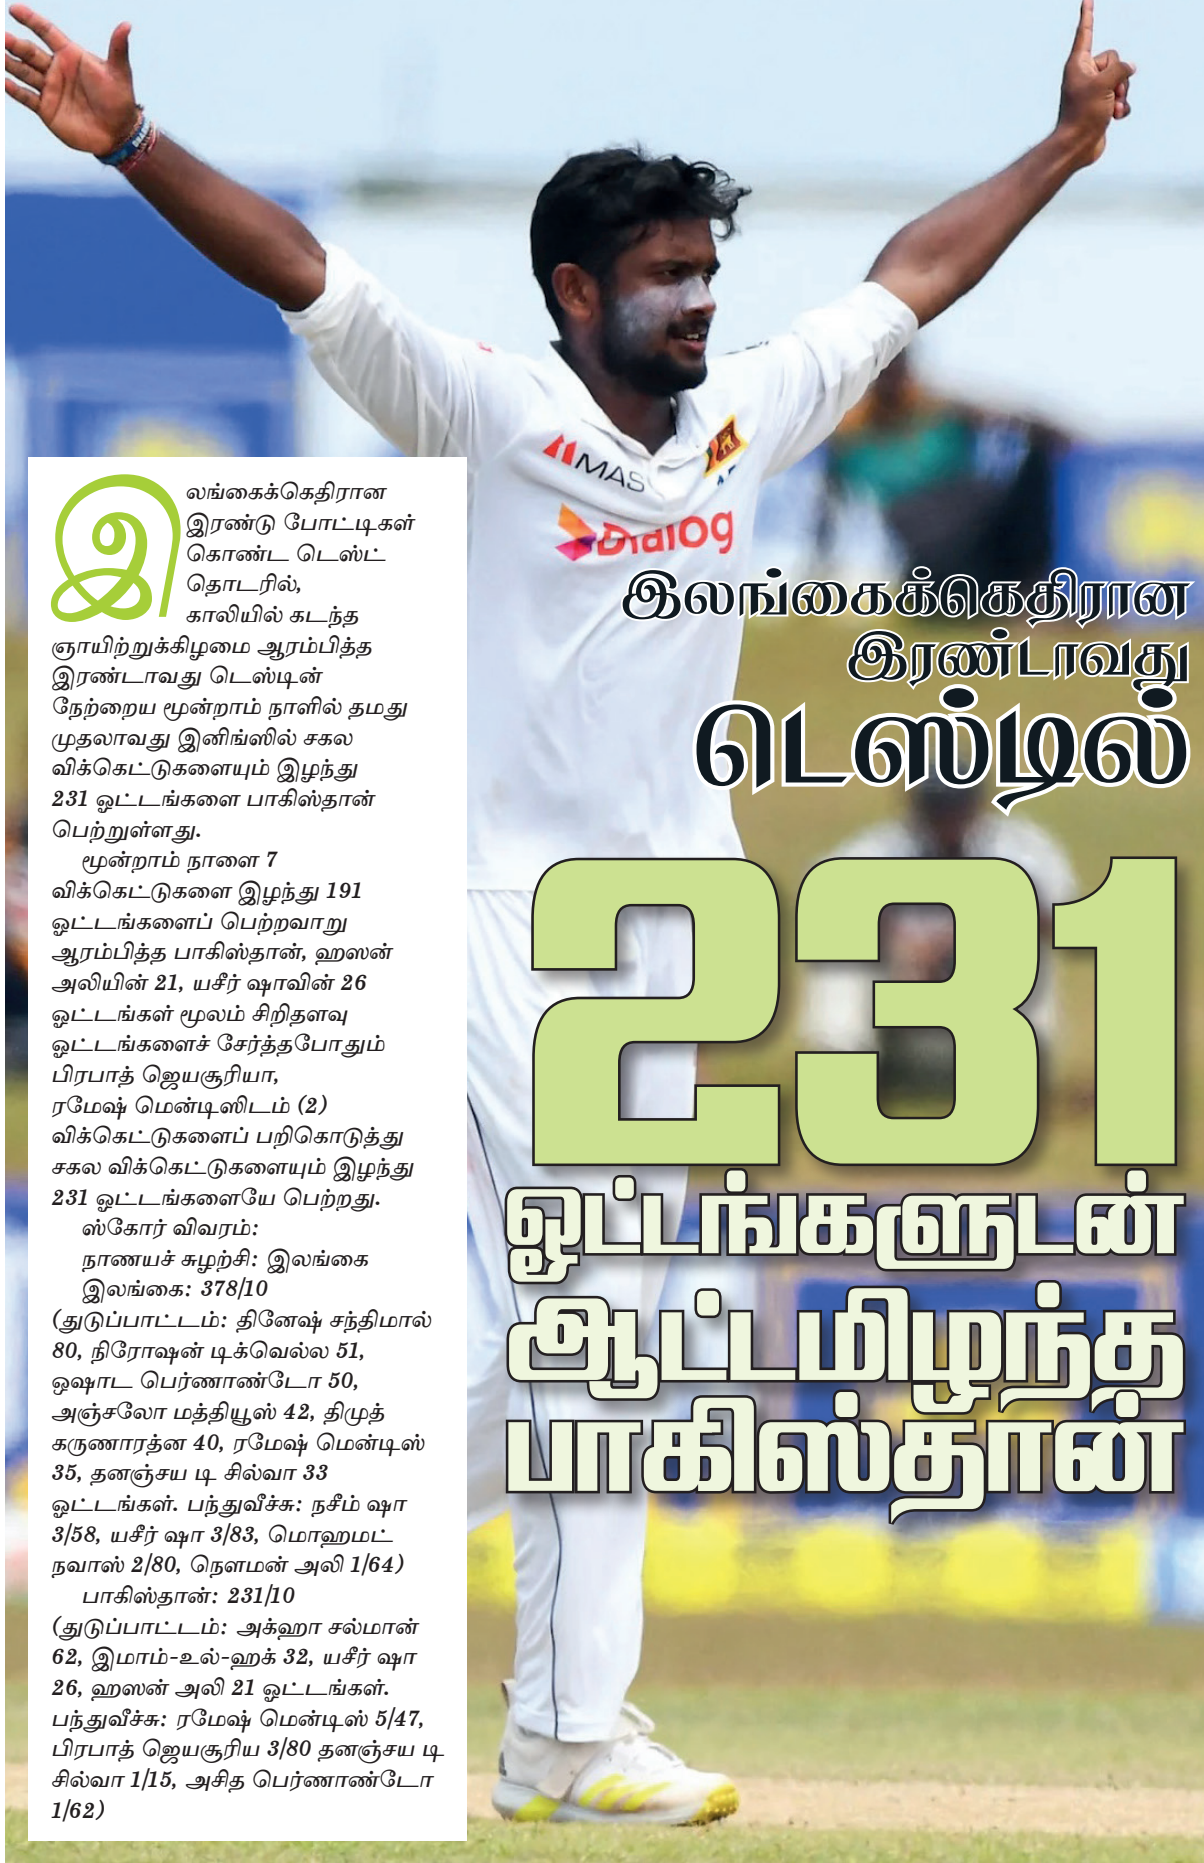 MAS
Dialog
இலங்கைக்கெதிரான
இரண்டாவது
டெஸ்டில்
231
ஓட்டங்களுடன்
ஆட்டமிழந்த
பாகிஸ்தான்
இலங்கைக்கெதிரான
இரண்டு போட்டிகள்
கொண்ட டெஸ்ட்
தொடரில்,
காலியில் கடந்த
ஞாயிற்றுக்கிழமை ஆரம்பித்த
இரண்டாவது டெஸ்டின்
நேற்றைய மூன்றாம் நாளில் தமது
முதலாவது இனிங்ஸில் சகல
விக்கெட்டுகளையும் இழந்து
231 ஓட்டங்களை பாகிஸ்தான்
பெற்றுள்ளது.
மூன்றாம் நாளை 7
விக்கெட்டுகளை இழந்து 191
ஓட்டங்களைப் பெற்றவாறு
ஆரம்பித்த பாகிஸ்தான், ஹஸன்
அலியின் 21, யசீர் ஷாவின் 26
ஓட்டங்கள் மூலம் சிறிதளவு
ஓட்டங்களைச் சேர்த்தபோதும்
பிரபாத் ஜெயசூரியா,
ரமேஷ் மென்டிஸிடம் (2)
விக்கெட்டுகளைப் பறிகொடுத்து
சகல விக்கெட்டுகளையும் இழந்து
231 ஓட்டங்களையே பெற்றது.
ஸ்கோர் விவரம்:
நாணயச் சுழற்சி: இலங்கை
இலங்கை: 378/10
(துடுப்பாட்டம்: தினேஷ் சந்திமால்
80, நிரோஷன் டிக்வெல்ல 51,
ஒஷாட பெர்ணாண்டோ 50,
அஞ்சலோ மத்தியூஸ் 42, திமுத்
கருணாரத்ன 40, ரமேஷ் மென்டிஸ்
35, தனஞ்சய டி சில்வா 33
ஓட்டங்கள். பந்துவீச்சு: நசீம் ஷா
3/58, யசீர் ஷா 3/83, மொஹமட்
நவாஸ் 2/80, நௌமன் அலி 1/64)
பாகிஸ்தான்: 231/10
(துடுப்பாட்டம்: அக்ஹா சல்மான்
62, இமாம்-உல்-ஹக் 32, யசீர் ஷா
26, ஹஸன் அலி 21 ஓட்டங்கள்.
பந்துவீச்சு: ரமேஷ் மென்டிஸ் 5/47,
பிரபாத் ஜெயசூரிய 3/80 தனஞ்சய டி
சில்வா 1/15, அசித பெர்ணாண்டோ
1/62)